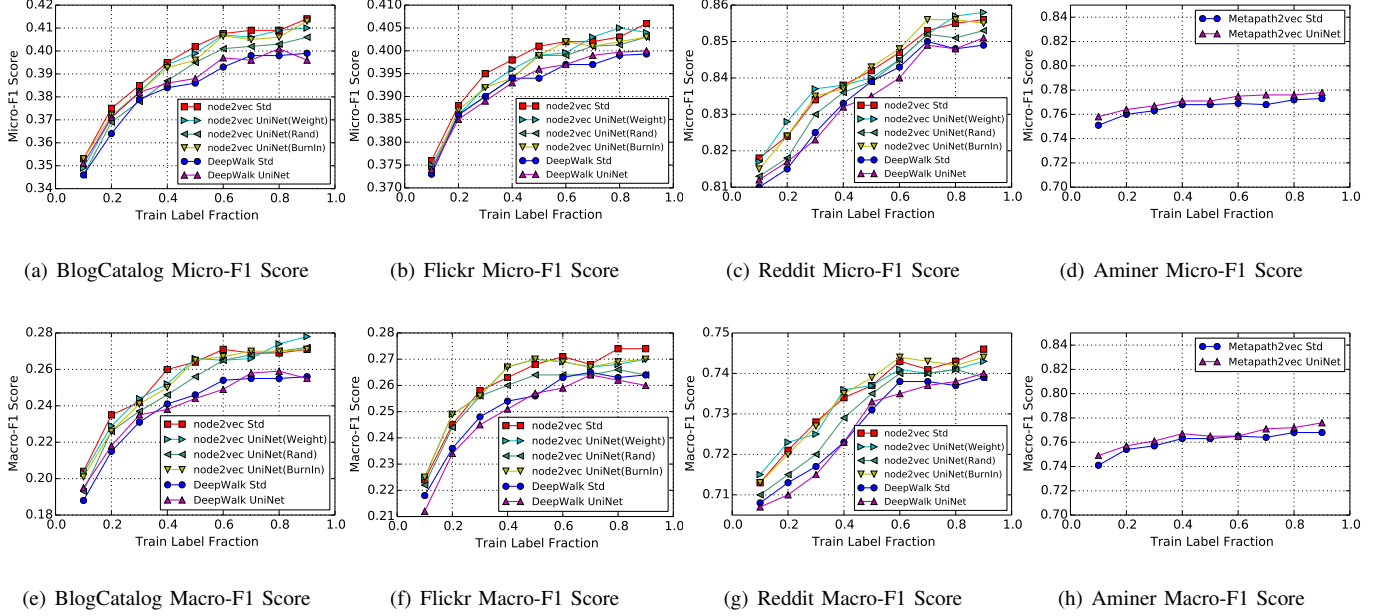 0.42
0.41
0.40
0.39
0.38
0.37
0.36
0.35
0.34
0.0 0.2 0.4 0.6 0.8 1.0
Micro-F1 Score
Train Label Fraction
node2vec Std
node2vec UniNet(Weight)
node2vec UniNet(Rand)
node2vec UniNet(BurnIn)
DeepWalk Std
DeepWalk UniNet
(a) BlogCatalog Micro-F1 Score
0.410
0.405
0.400
0.395
0.390
0.385
0.380
0.375
0.370
0.0 0.2 0.4 0.6 0.8 1.0
Micro-F1 Score
Train Label Fraction
node2vec Std
node2vec UniNet(Weight)
node2vec UniNet(Rand)
node2vec UniNet(BurnIn)
DeepWalk Std
DeepWalk UniNet
(b) Flickr Micro-F1 Score
0.86
0.85
0.84
0.83
0.82
0.81
0.0 0.2 0.4 0.6 0.8 1.0
Micro-F1 Score
Train Label Fraction
node2vec Std
node2vec UniNet(Weight)
node2vec UniNet(Rand)
node2vec UniNet(BurnIn)
DeepWalk Std
DeepWalk UniNet
(c) Reddit Micro-F1 Score
0.84
0.82
0.80
0.78
0.76
0.74
0.72
0.70
0.0 0.2 0.4 0.6 0.8 1.0
Micro-F1 Score
Train Label Fraction
Metapath2vec Std
Metapath2vec UniNet
(d) Aminer Micro-F1 Score
0.28
0.26
0.24
0.22
0.20
0.18
0.0 0.2 0.4 0.6 0.8 1.0
Macro-F1 Score
Train Label Fraction
node2vec Std
node2vec UniNet(Weight)
node2vec UniNet(Rand)
node2vec UniNet(BurnIn)
DeepWalk Std
DeepWalk UniNet
(e) BlogCatalog Macro-F1 Score
0.28
0.27
0.26
0.25
0.24
0.23
0.22
0.21
0.0 0.2 0.4 0.6 0.8 1.0
Macro-F1 Score
Train Label Fraction
node2vec Std
node2vec UniNet(Weight)
node2vec UniNet(Rand)
node2vec UniNet(BurnIn)
DeepWalk Std
DeepWalk UniNet
(f) Flickr Macro-F1 Score
0.75
0.74
0.73
0.72
0.71
0.0 0.2 0.4 0.6 0.8 1.0
Macro-F1 Score
Train Label Fraction
node2vec Std
node2vec UniNet(Weight)
node2vec UniNet(Rand)
node2vec UniNet(BurnIn)
DeepWalk Std
DeepWalk UniNet
(g) Reddit Macro-F1 Score
0.84
0.82
0.80
0.78
0.76
0.74
0.72
0.70
0.0 0.2 0.4 0.6 0.8 1.0
Macro-F1 Score
Train Label Fraction
Metapath2vec Std
Metapath2vec UniNet
(h) Aminer Macro-F1 Score